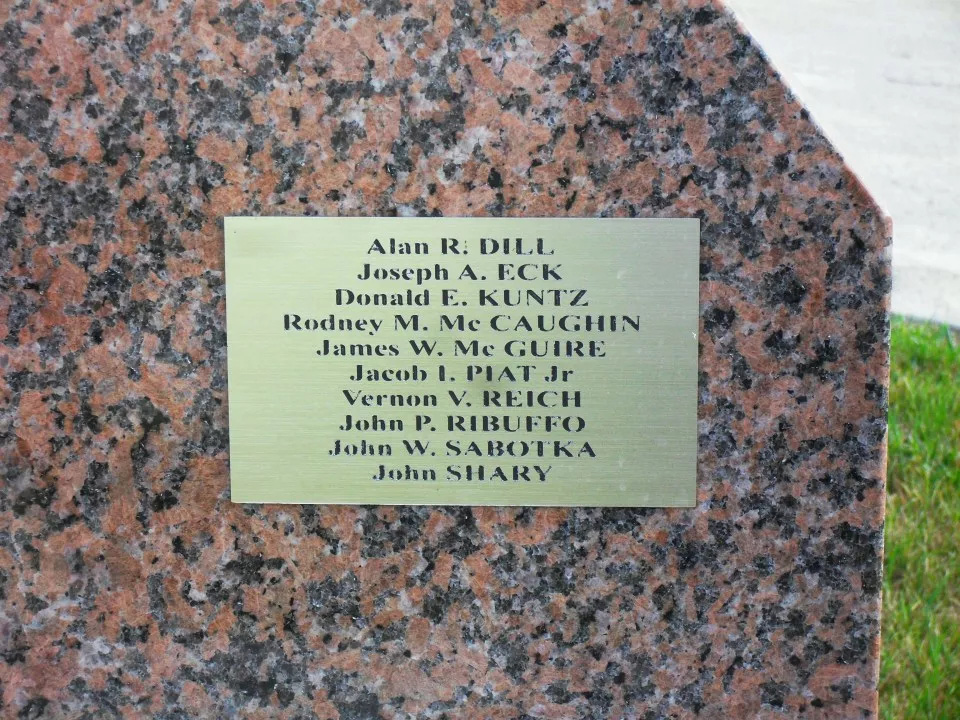 Alan R. DILL
Joseph A. ECK
Donald E. KUNTZ
Rodney M. Mc CAUGHIN
James W. Mc GUIRE
Jacob I. PIAT Jr
Vernon V. REICH
John P. RIBUFFO
John W. SABOTKA
John SHARY